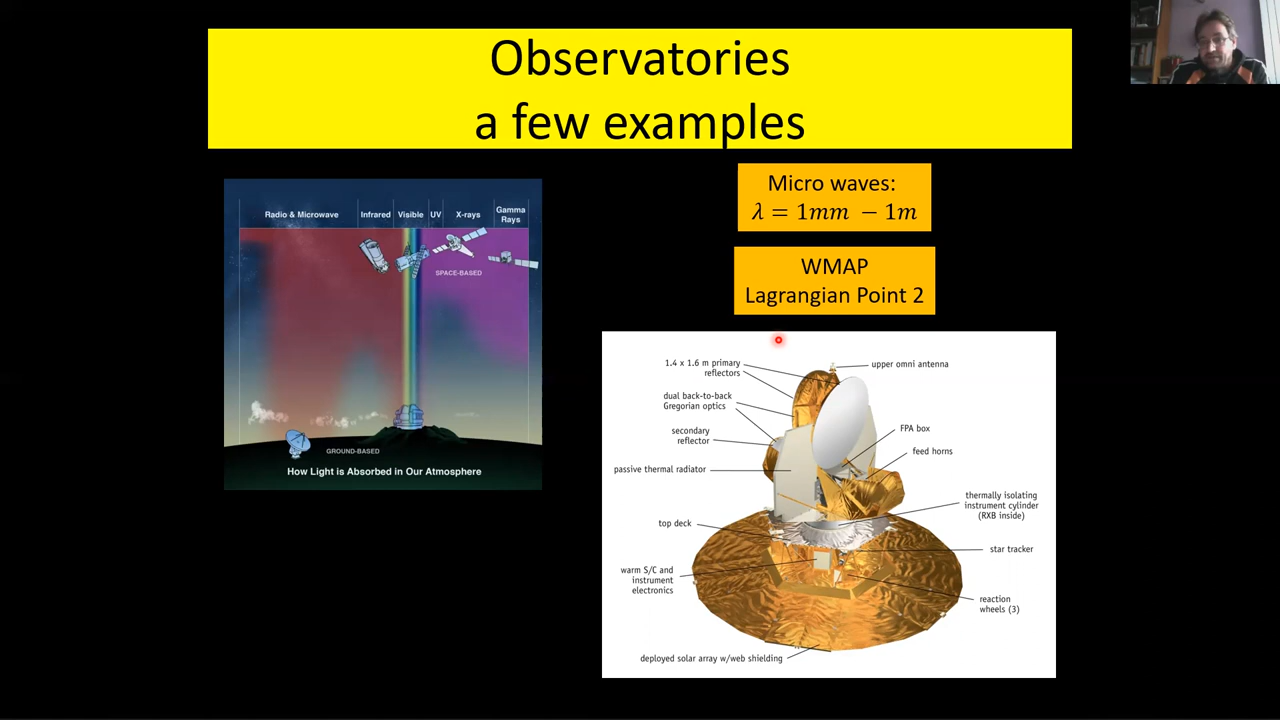 Observatories
a few examples
Micro waves:
λ = 1mm − 1m
WMAP
Lagrangian Point 2
Radio & Microwave
Infrared
Visible
UV
X-rays
Gamma
Rays
SPACE-BASED
GROUND-BASED
How Light is Absorbed in Our Atmosphere
1.4 x 1.6 m primary
reflectors
upper omni antenna
dual back-to-back
Gregorian optics
secondary
reflector
FPA box
feed horns
passive thermal radiator
thermally isolating
instrument cylinder
(RXB inside)
top deck
star tracker
warm S/C and
instrument
electronics
reaction
wheels (3)
deployed solar array w/web shielding